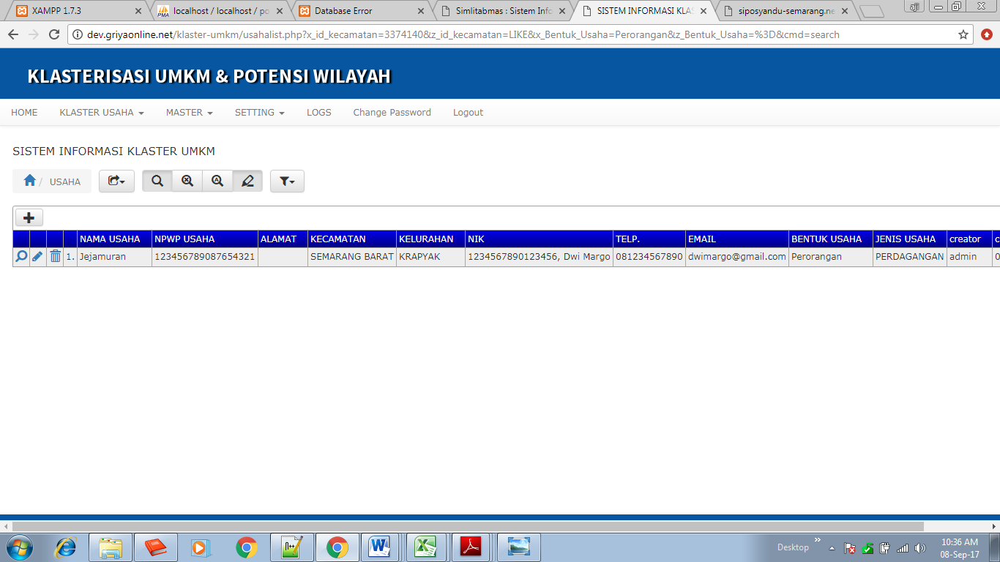 XAMPP 1.7.3
localhost / localhost / po
Database Error
Simlitabmas : Sistem Info
SISTEM INFORMASI KLAS
siposyandu-semarang.ne
aji
dev.griyaonline.net/klaster-umkm/usahalist.php?x_id_kecamatan=3374140&z_id_kecamatan=LIKE&x_Bentuk_Usaha=Perorangan&z_Bentuk_Usaha=%3D&cmd=search
KLASTERISASI UMKM & POTENSI WILAYAH
HOME KLASTER USAHA MASTER SETTING LOGS Change Password Logout
SISTEM INFORMASI KLASTER UMKM
/ USAHA
NAMA USAHA NPWP USAHA ALAMAT KECAMATAN KELURAHAN NIK TELP. EMAIL BENTUK USAHA JENIS USAHA creator c
1. Jejamuran 123456789087654321 SEMARANG BARAT KRAPYAK 1234567890123456, Dwi Margo 081234567890 dwimargo@gmail.com Perorangan PERDAGANGAN admin 0
Desktop
10:36 AM
08-Sep-17